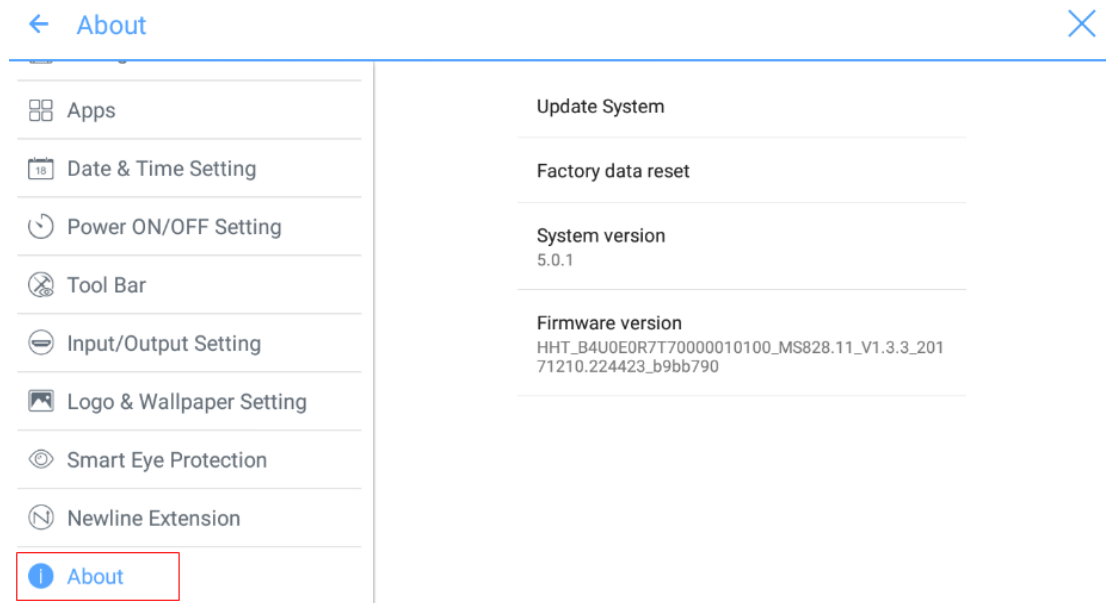 About
Apps
18
Date & Time Setting
Power ON/OFF Setting
Tool Bar
Input/Output Setting
Logo & Wallpaper Setting
Smart Eye Protection
Newline Extension
About
Update System
Factory data reset
System version
5.0.1
Firmware version
HHT_B4U0E0R7T70000010100_MS828.11_V1.3.3_201
71210.224423_b9bb790